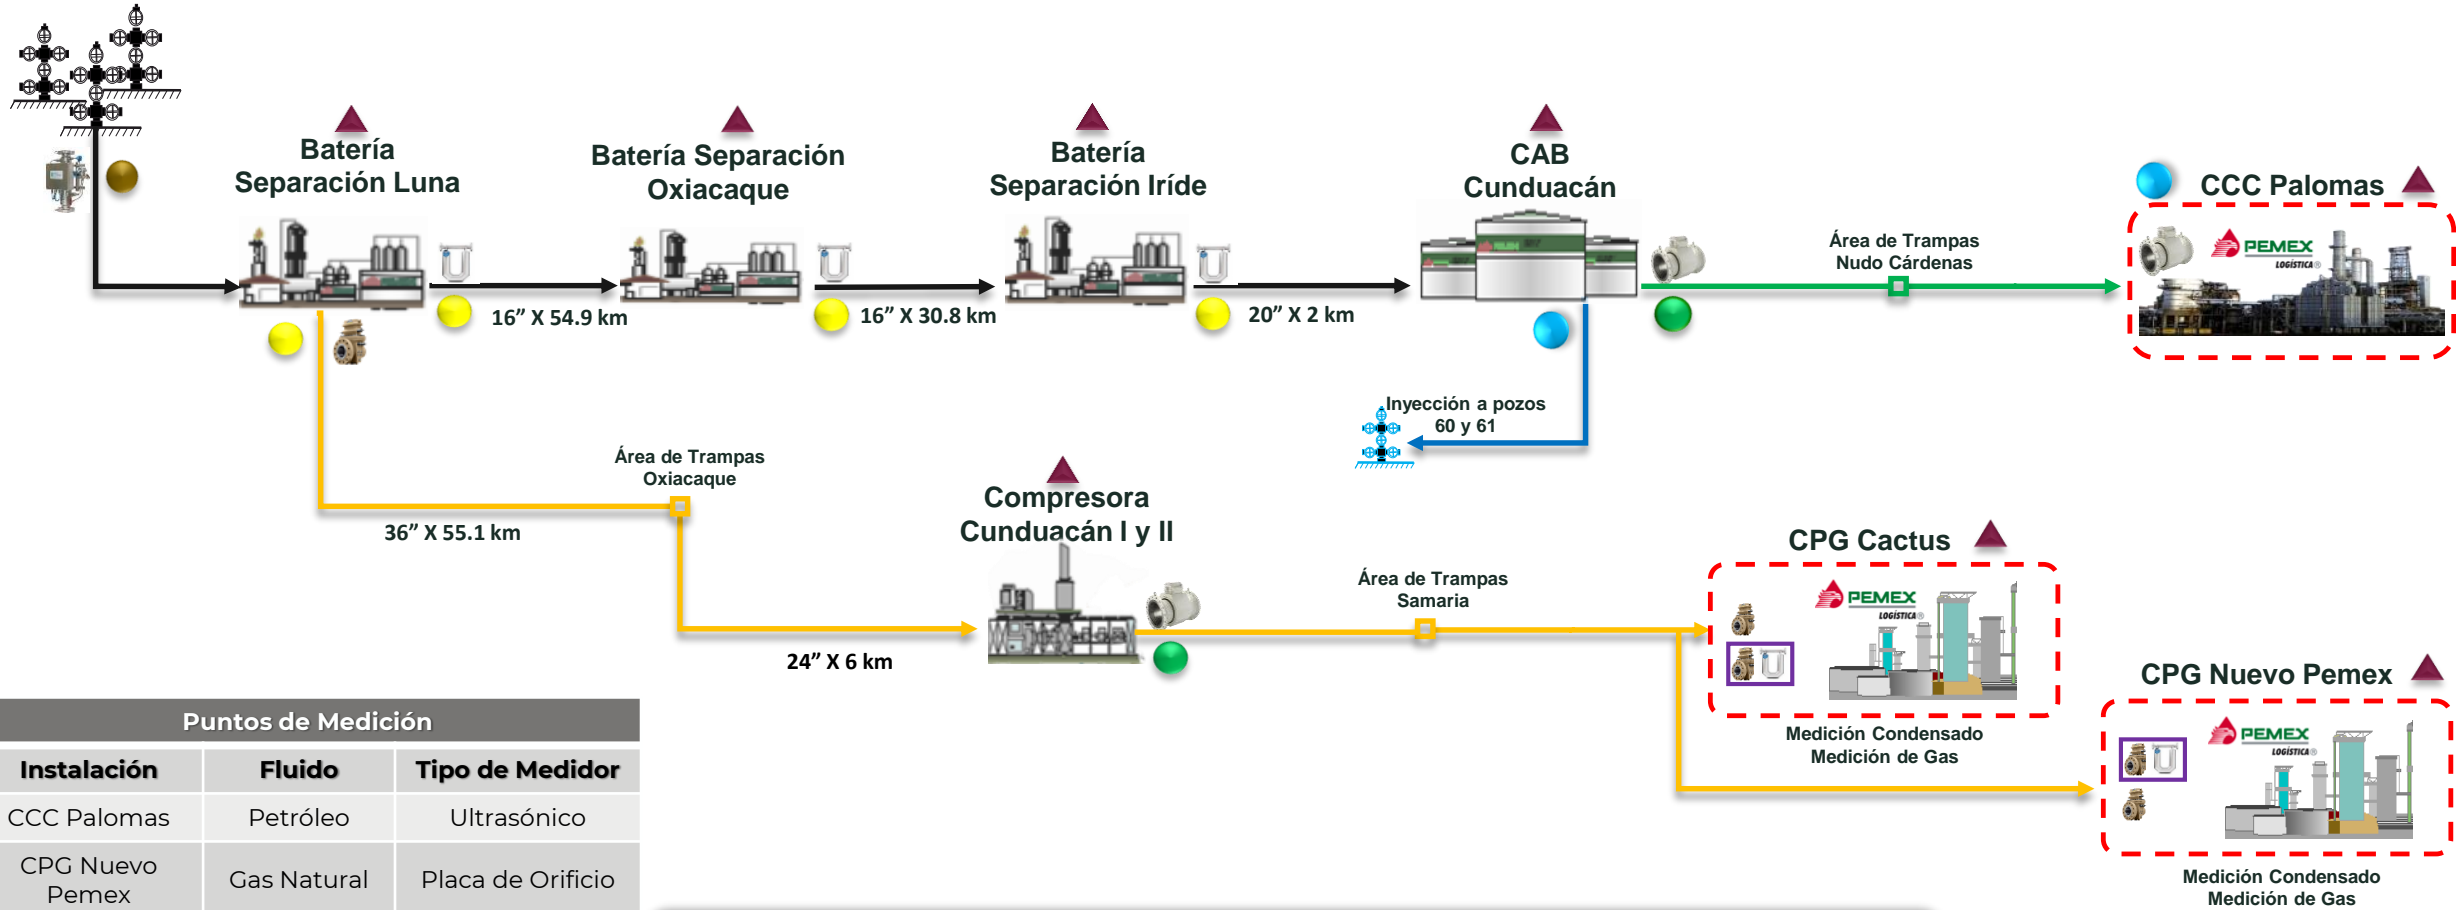 Batería
Separación Luna
Batería Separación
Oxiacaque
Batería
Separación Iríde
CAB
Cunduacán
CCC Palomas
PEMEX
LOGÍSTICA®
Área de Trampas
Nudo Cárdenas
16” X 54.9 km
16” X 30.8 km
20” X 2 km
Inyección a pozos
60 y 61
Área de Trampas
Oxiacaque
36” X 55.1 km
Compresora
Cunduacán I y II
24” X 6 km
Área de Trampas
Samaria
CPG Cactus
PEMEX
LOGÍSTICA®
Medición Condensado
Medición de Gas
CPG Nuevo Pemex
PEMEX
LOGÍSTICA®
Medición Condensado
Medición de Gas
Puntos de Medición
Instalación Fluido Tipo de Medidor
CCC Palomas Petróleo Ultrasónico
CPG Nuevo
Pemex Gas Natural Placa de Orificio